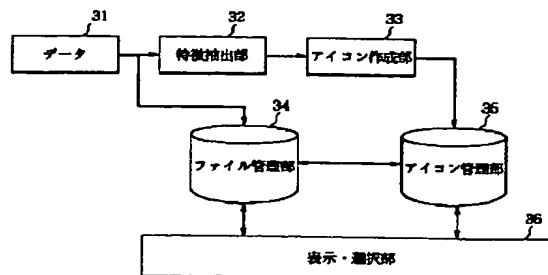 31
32
33
データ
特徴抽出部
アイコン作成部
34
35
ファイル管理部
アイコン管理部
36
表示・選択部